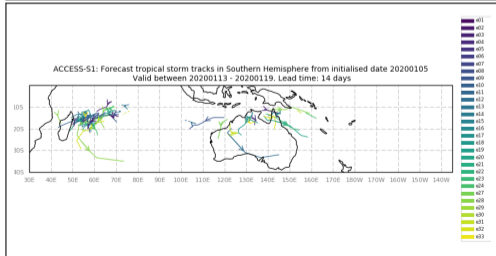 ACCESS-S1: Forecast tropical storm tracks in Southern Hemisphere from initialised date 20200105
Valid between 20200113 - 20200119. Lead time: 14 days
10S
20S
30S
40S
30E 40E 50E 60E 70E 80E 90E 100E 110E 120E 130E 140E 150E 160E 170E 180W 170W 160W 150W 140W
e01
e02
e03
e04
e05
e06
e07
e08
e09
e10
e11
e12
e13
e14
e15
e16
e17
e18
e19
e20
e21
e22
e23
e24
e27
e28
e29
e30
e31
e32
e33